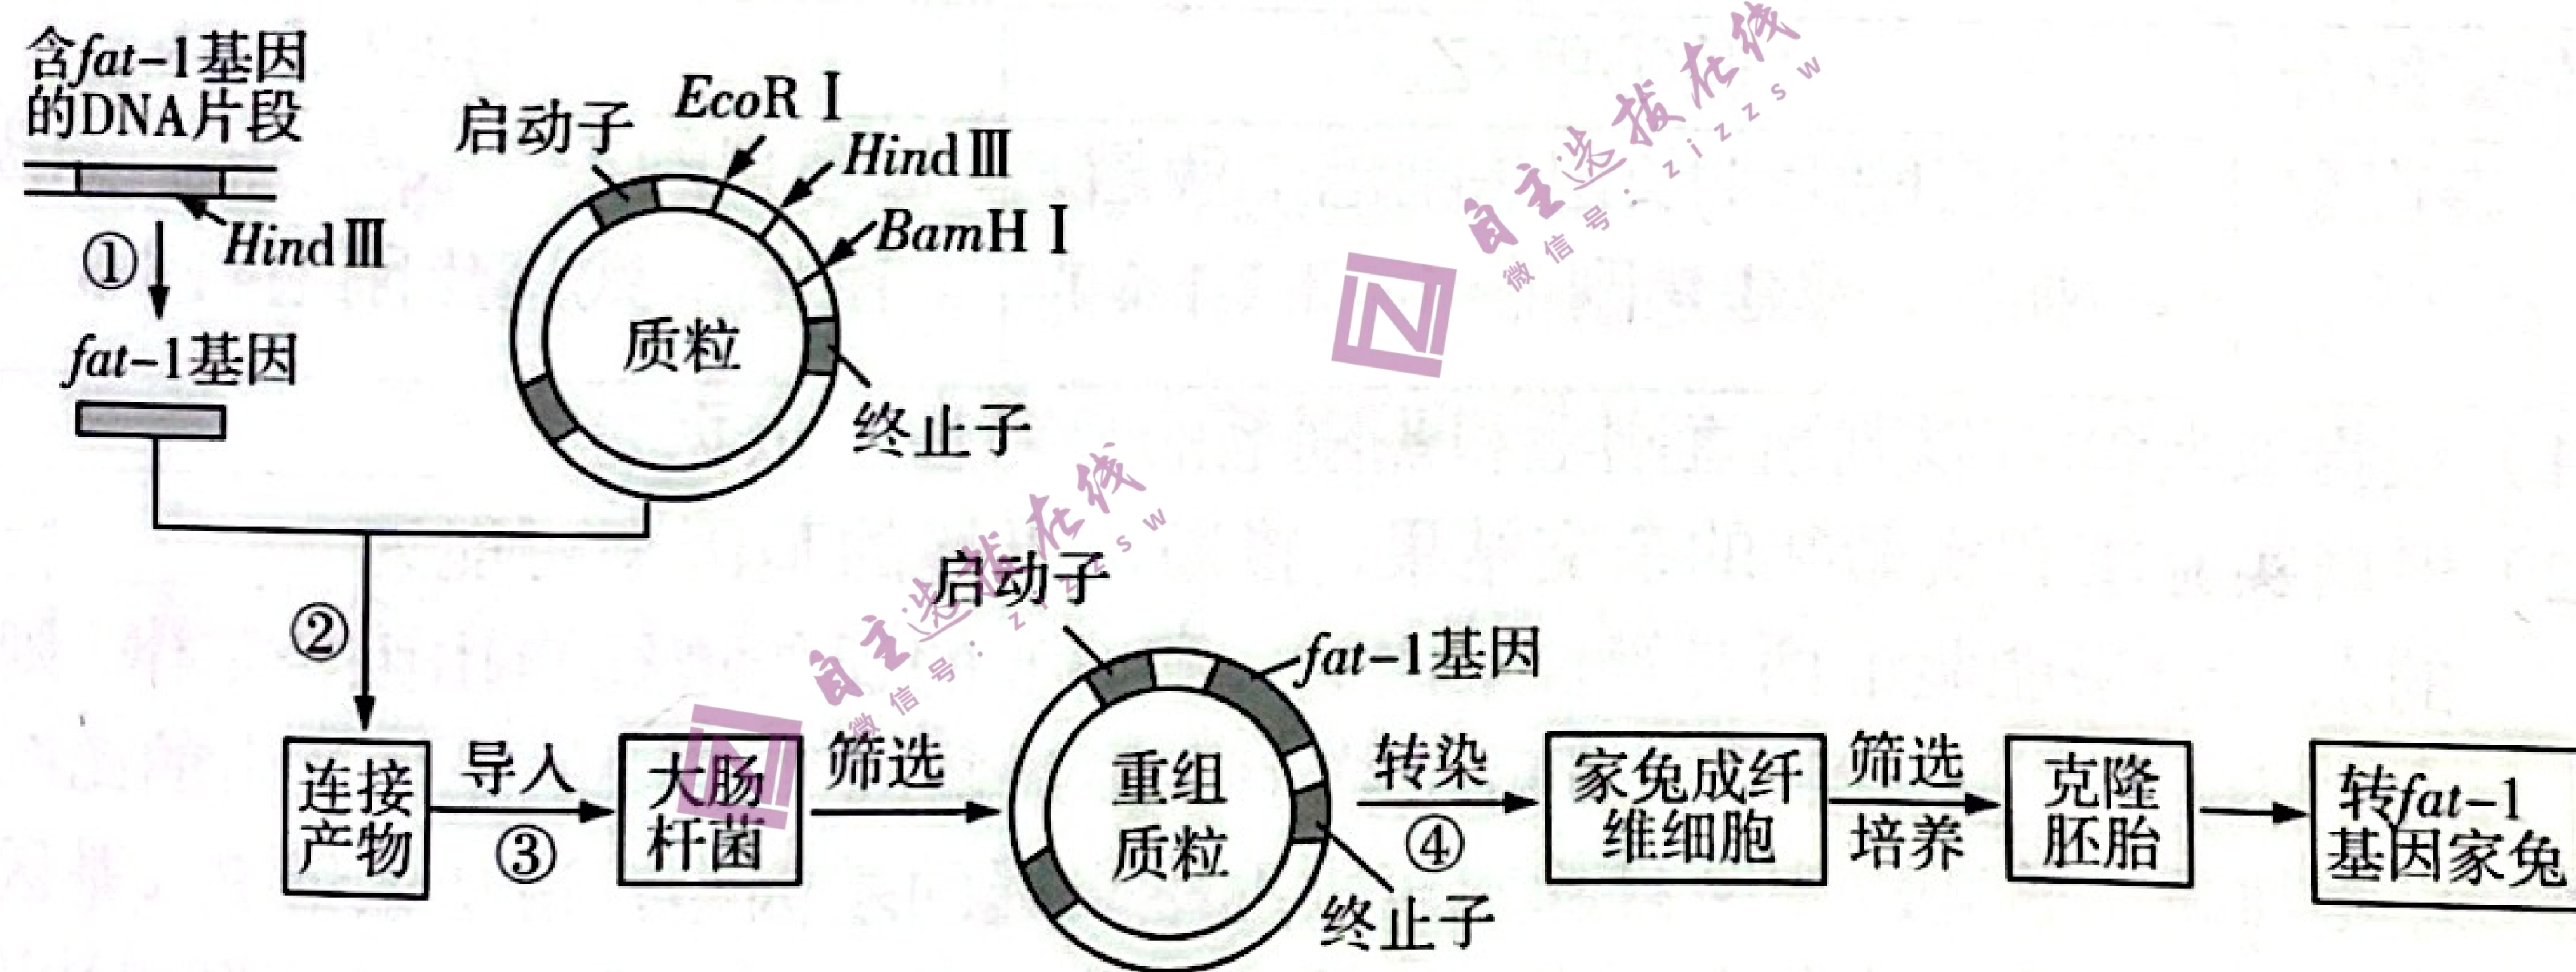 含fat-1基因
的DNA片段
HindⅢ
①
fat-1基因
启动子
EcoRⅠ
HindⅢ
BamHⅠ
质粒
终止子
②
连接
产物
导入
③
大肠
杆菌
筛选
启动子
fat-1基因
重组
质粒
终止子
转染
④
家兔成纤
维细胞
筛选
培养
克隆
胚胎
转fat-1
基因家兔
自主选拔在线
微信号：zizzsw
自主选拔在线
微信号：zizzsw